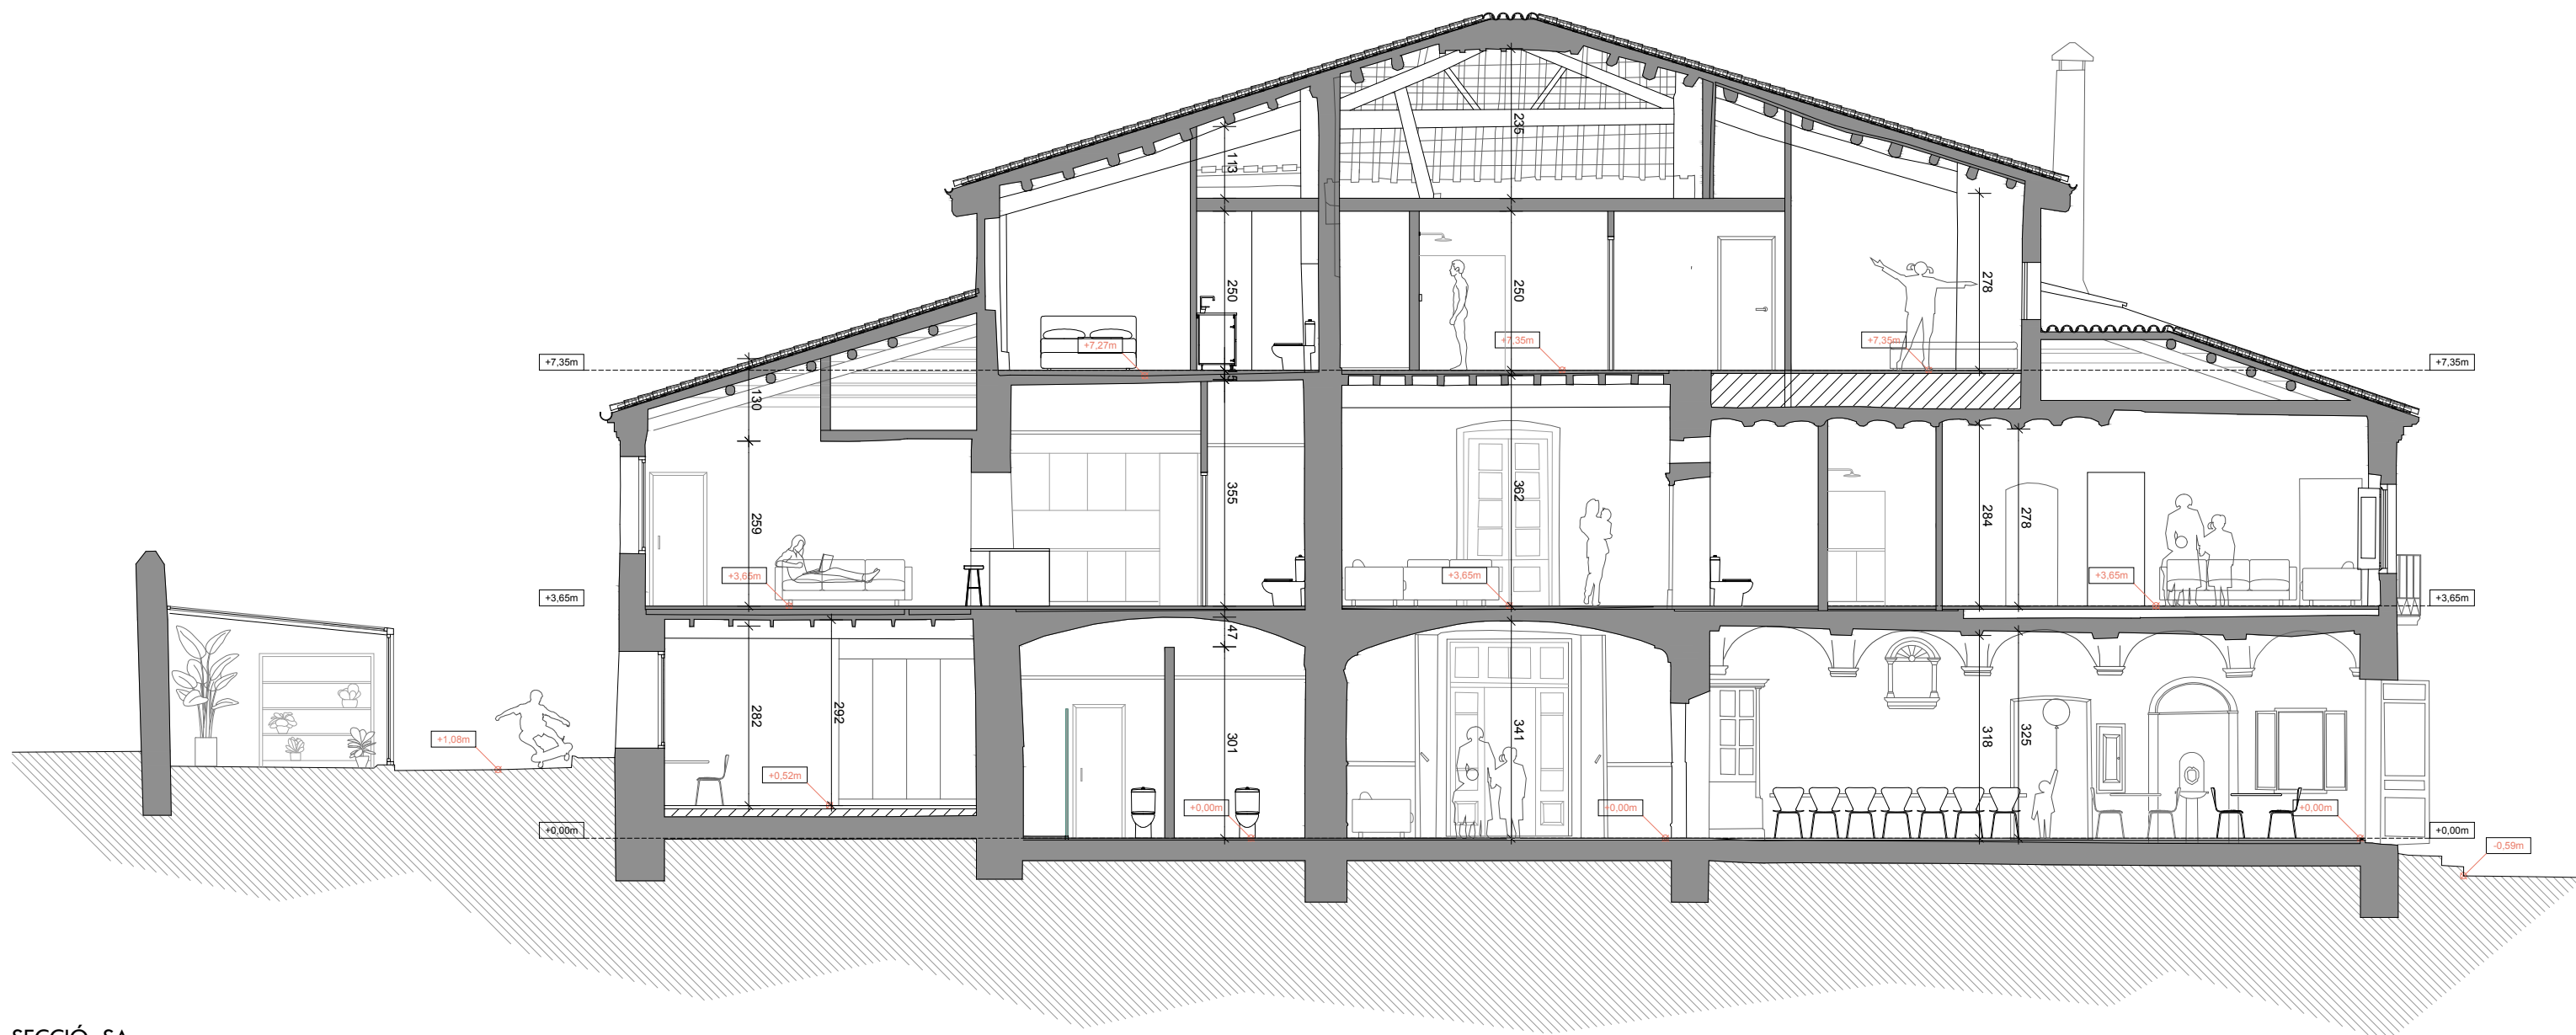 235
113
250
250
278
+7,27m
+7,35m
+7,35m
+7,35m
+7,35m
130
259
355
362
284
278
+3,65m
+3,65m
+3,65m
+3,65m
+3,65m
47
282
292
301
341
318
325
+1,08m
+0,52m
+0,00m
+0,00m
+0,00m
+0,00m
+0,00m
-0,59m
SECCIÓ SA